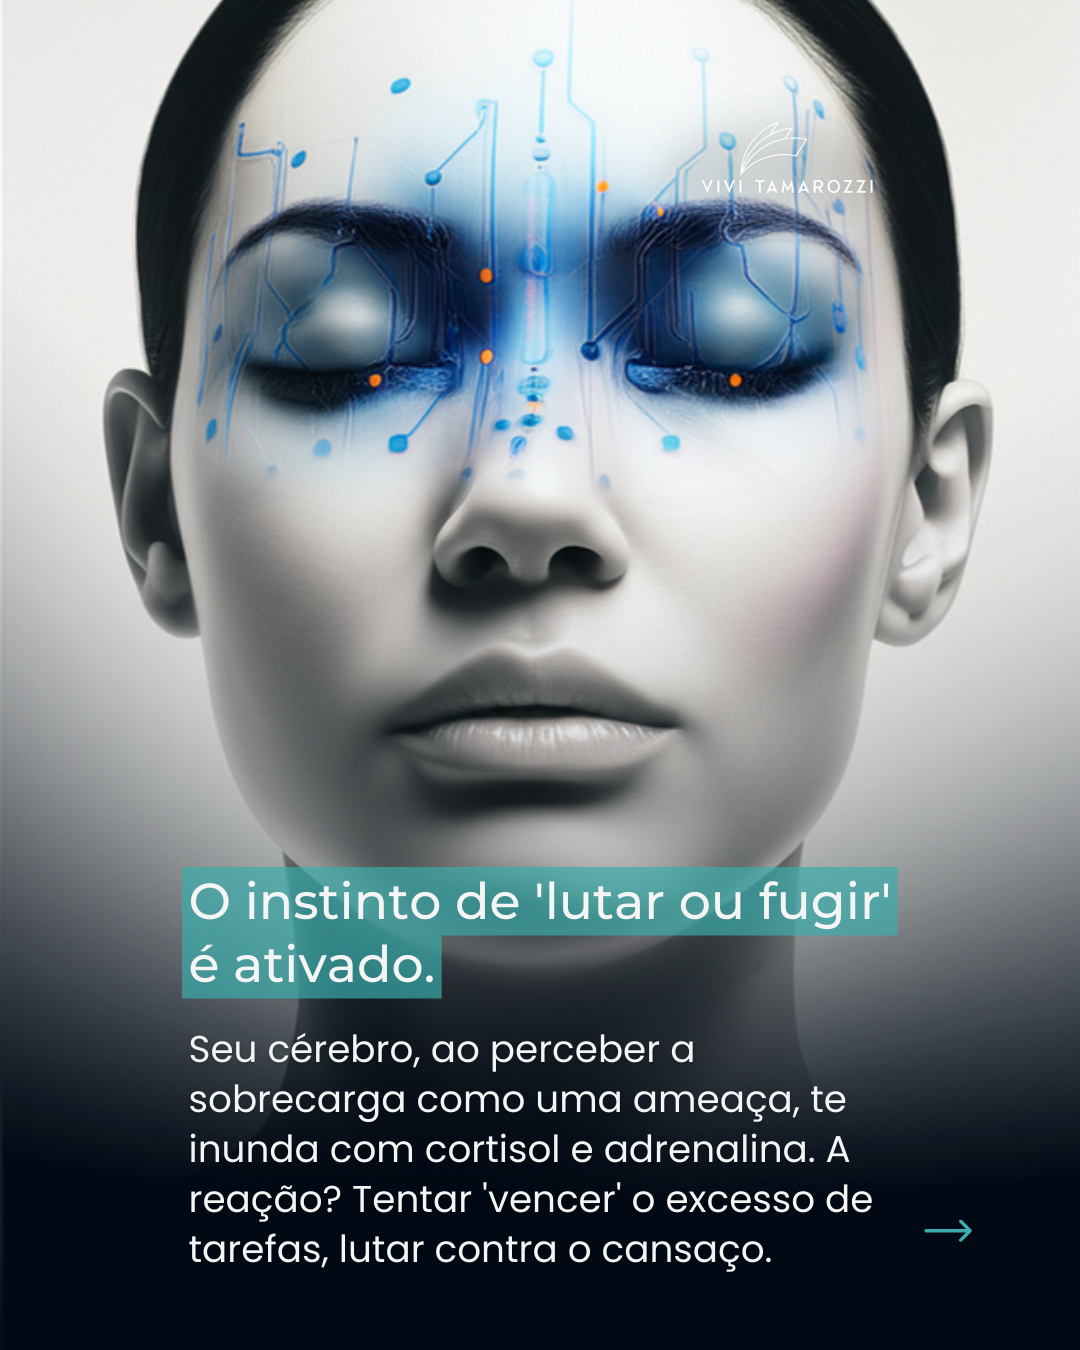 VIVI TAMAROZZI
O instinto de 'lutar ou fugir'
é ativado.
Seu cérebro, ao perceber a
sobrecarga como uma ameaça, te
inunda com cortisol e adrenalina. A
reação? Tentar 'vencer' o excesso de
tarefas, lutar contra o cansaço.